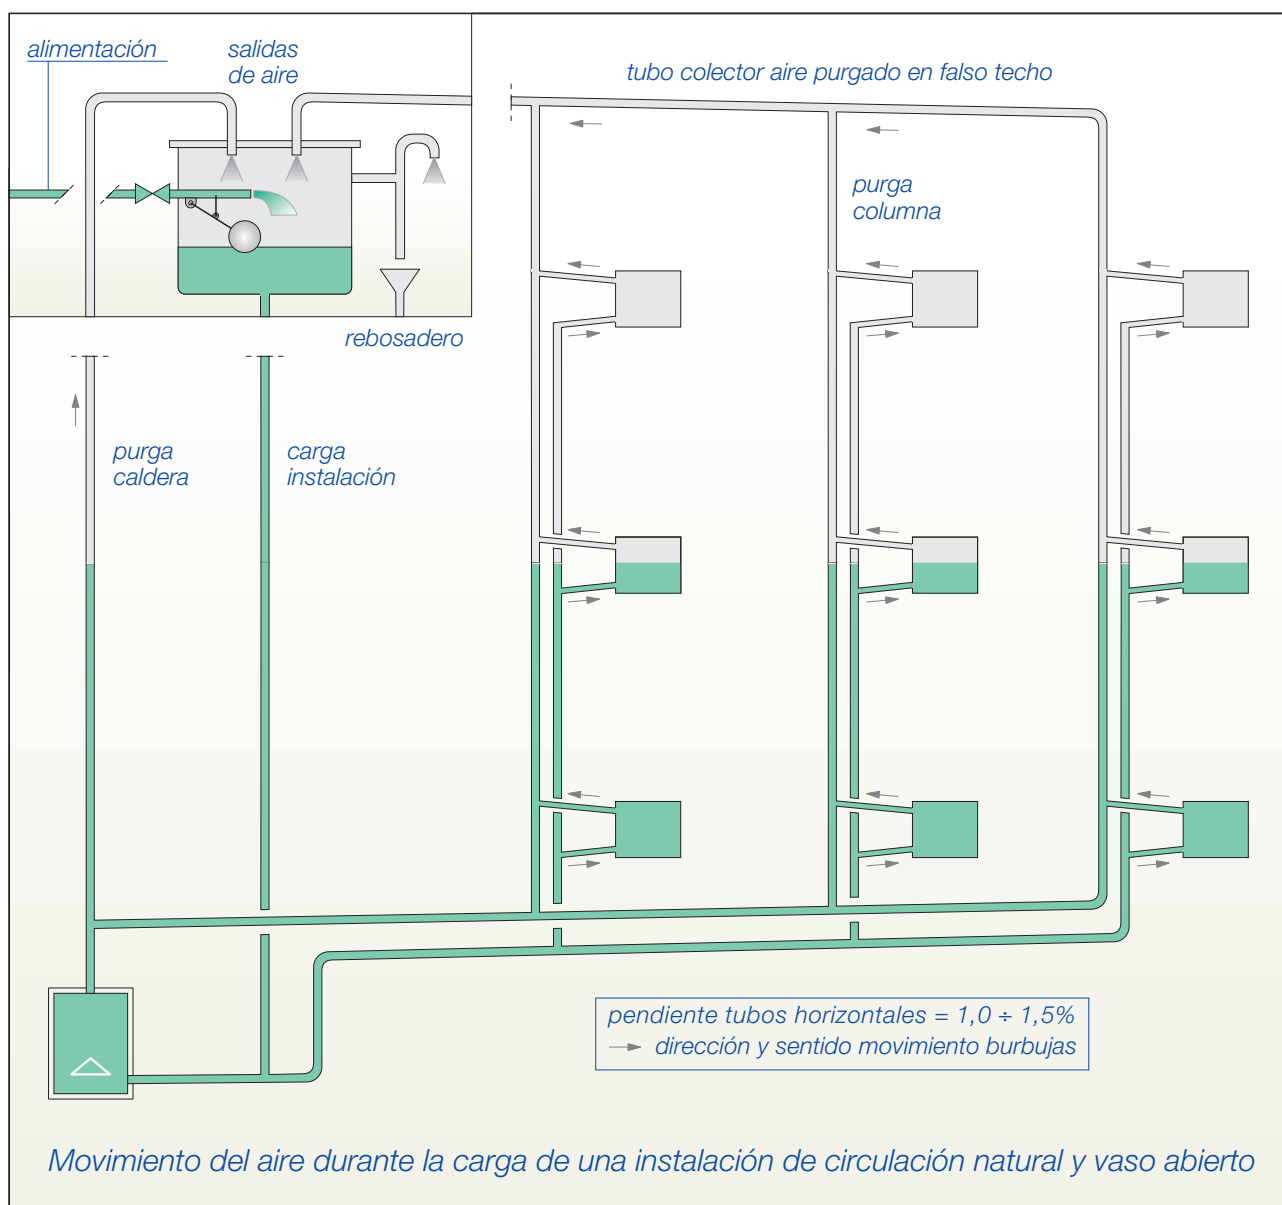 alimentación
salidas
de aire
tubo colector aire purgado en falso techo
purga
columna
rebosadero
purga
caldera
carga
instalación
pendiente tubos horizontales = 1,0 ÷ 1,5%
dirección y sentido movimiento burbujas
Movimiento del aire durante la carga de una instalación de circulación natural y vaso abierto